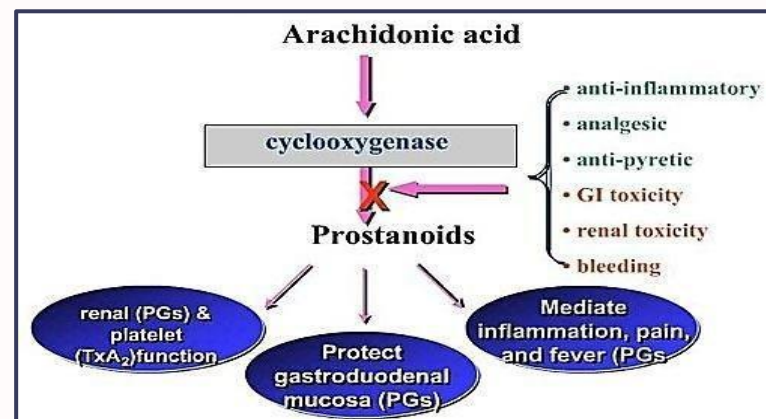 Arachidonic acid
cyclooxygenase
X
Prostanoids
• anti-inflammatory
• analgesic
• anti-pyretic
• GI toxicity
• renal toxicity
• bleeding
renal (PGs) &
platelet
(TxA₂)function
Protect
gastroduodenal
mucosa (PGs)
Mediate
inflammation, pain,
and fever (PGs